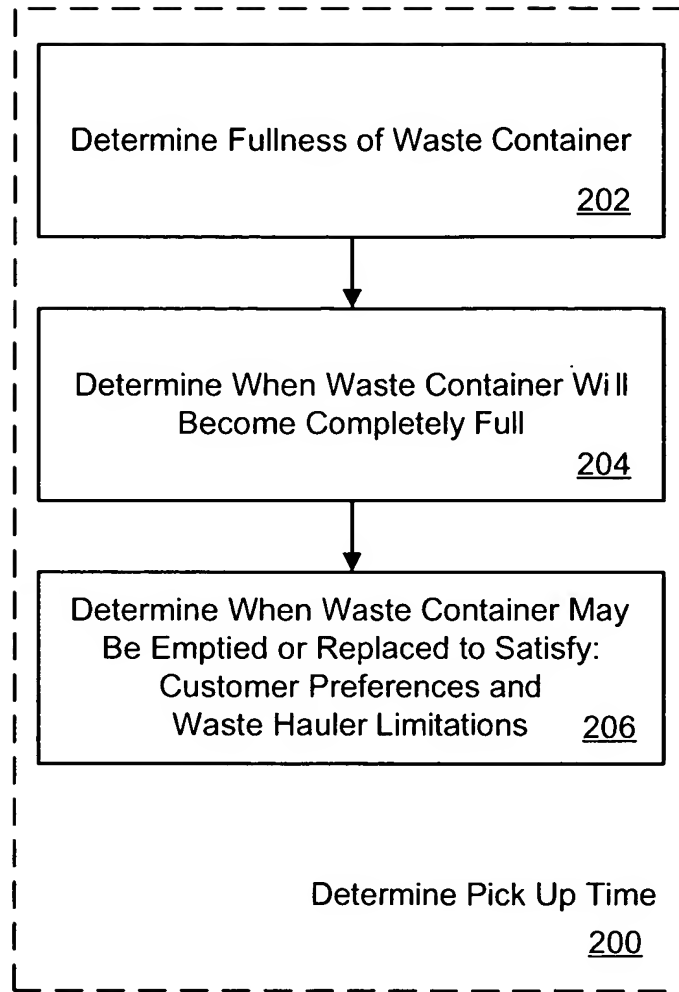 Determine Fullness of Waste Container
202
Determine When Waste Container Will
Become Completely Full
204
Determine When Waste Container May
Be Emptied or Replaced to Satisfy:
Customer Preferences and
Waste Hauler Limitations 206
Determine Pick Up Time
200